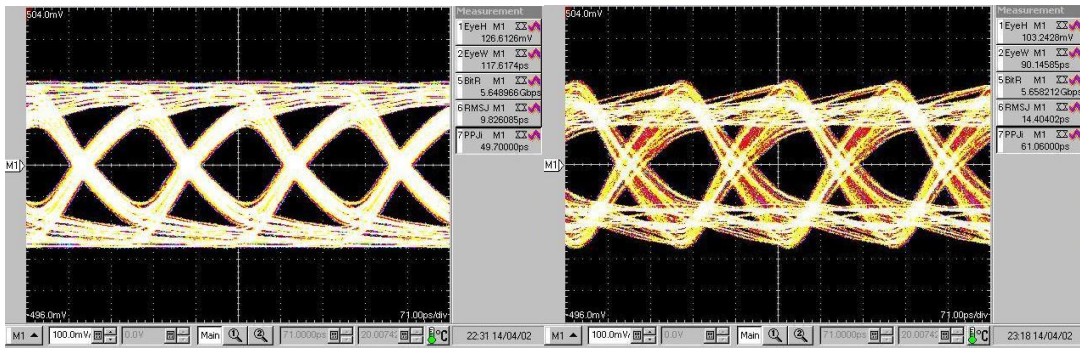 504.0mV
Measurement
1 EyeH M1
126.6126mV
2 EyeW M1
117.6174ps
5 BitR M1
5.648966Gbps
6 RMSJ M1
9.826085ps
7 PPJi M1
49.70000ps
M1
-496.0mV
71.00ps/div
M1 100.0mV/ 0.0V Main 1 2 71.0000ps 20.0074 °C 22:31 14/04/02
504.0mV
Measurement
1 EyeH M1
103.2428mV
2 EyeW M1
90.14585ps
5 BitR M1
5.658212Gbps
6 RMSJ M1
14.40402ps
7 PPJi M1
61.06000ps
M1
-496.0mV
71.00ps/div
M1 100.0mV/ 0.0V Main 1 2 71.0000ps 20.0074 °C 23:18 14/04/02